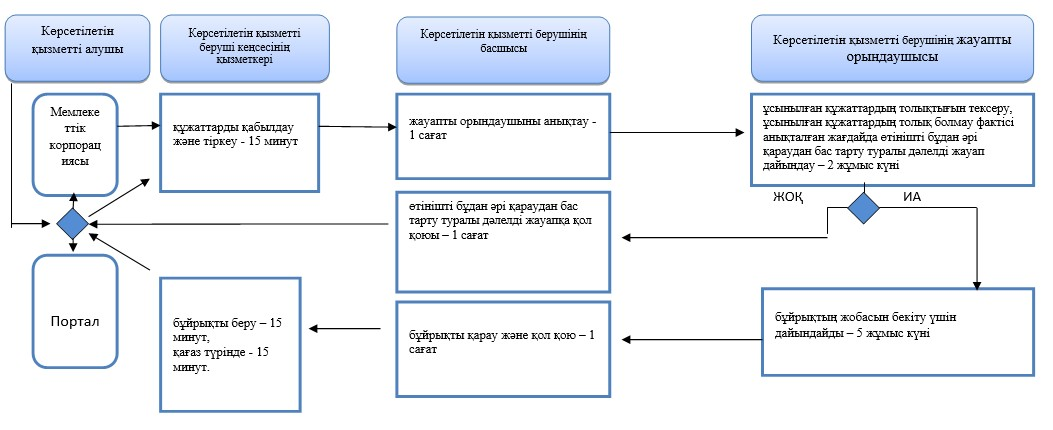 Көрсетілетін
қызметті алушы
Көрсетілетін қызметті
беруші кеңсесінің
қызметкері
Көрсетілетін қызметті берушінің
басшысы
Көрсетілетін қызметті берушінің жауапты
орындаушысы
Мемлеке
ттік
корпорац
иясы
құжаттарды қабылдау
және тіркеу - 15 минут
жауапты орындаушыны анықтау -
1 сағат
ұсынылған құжаттардың толықтығын тексеру,
ұсынылған құжаттардың толық болмау фактісі
анықталған жағдайда өтінішті бұдан әрі
қараудан бас тарту туралы дәлелді жауап
дайындау – 2 жұмыс күні
ЖОҚ
ИА
өтінішті бұдан әрі қараудан бас
тарту туралы дәлелді жауапқа қол
қоюы – 1 сағат
Портал
бұйрықты беру – 15
минут,
қағаз түрінде - 15
минут.
бұйрықты қарау және қол қою – 1
сағат
бұйрықтың жобасын бекіту үшін
дайындайды – 5 жұмыс күні